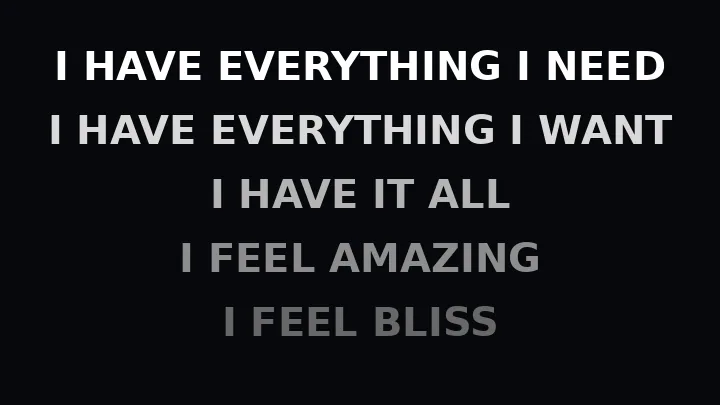 I HAVE EVERYTHING I NEED
I HAVE EVERYTHING I WANT
I HAVE IT ALL
I FEEL AMAZING
I FEEL BLISS